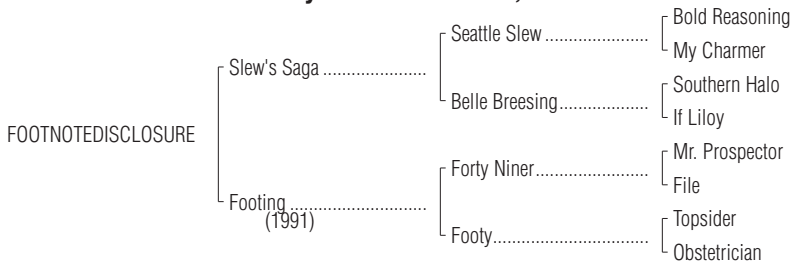 Bold Reasoning
Seattle Slew ......................
My Charmer
Slew's Saga ......................
Southern Halo
Belle Breesing..................
If Liloy
FOOTNOTEDISCLOSURE
Mr. Prospector
Forty Niner.......................
File
Footing .............................
(1991)
Topsider
Footy.................................
Obstetrician